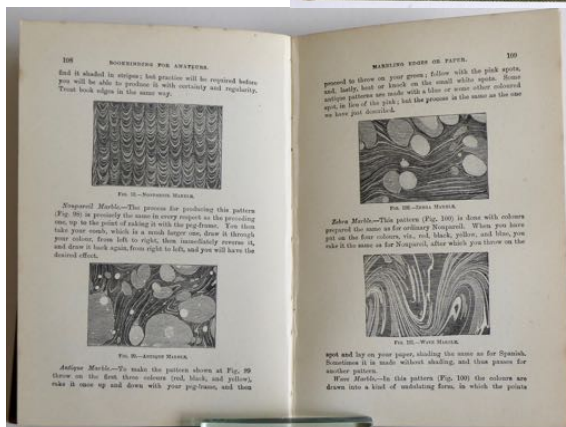 108 BOOKBINDING FOR AMATEURS.
find it shaded in stripes; but practice will be required before
you will be able to produce it with certainty and regularity.
Treat book edges in the same way.
FIG. 98.—NONPAREIL MARBLE.
Nonpareil Marble.—The process for producing this pattern
(Fig. 98) is precisely the same in every respect as the preceding
one, up to the point of raking it with the peg-frame. You then
take your comb, which is a much larger one, draw it through
your colour, from left to right, then immediately reverse it,
and draw it back again, from right to left, and you will have the
desired effect.
FIG. 99.—ANTIQUE MARBLE.
Antique Marble.—To make the pattern shown at Fig. 99
throw on the first three colours (red, black, and yellow),
rake it once up and down with your peg-frame, and then
MARBLING EDGES OR PAPER. 109
proceed to throw on your green; follow with the pink spots,
and, lastly, beat or knock on the small white spots. Some
antique patterns are made with a blue or some other coloured
spot, in lieu of the pink; but the process is the same as the one
we have just described.
FIG. 100.—ZEBRA MARBLE.
Zebra Marble.—This pattern (Fig. 100) is done with colours
prepared the same as for ordinary Nonpareil. When you have
put on the four colours, viz., red, black, yellow, and blue, you
rake it the same as for Nonpareil, after which you throw on the
FIG. 101.—WAVE MARBLE.
spot and lay on your paper, shading the same as for Spanish.
Sometimes it is made without shading, and thus passes for
another pattern.
Wave Marble.—In this pattern (Fig. 100) the colours are
drawn into a kind of undulating form, in which the points